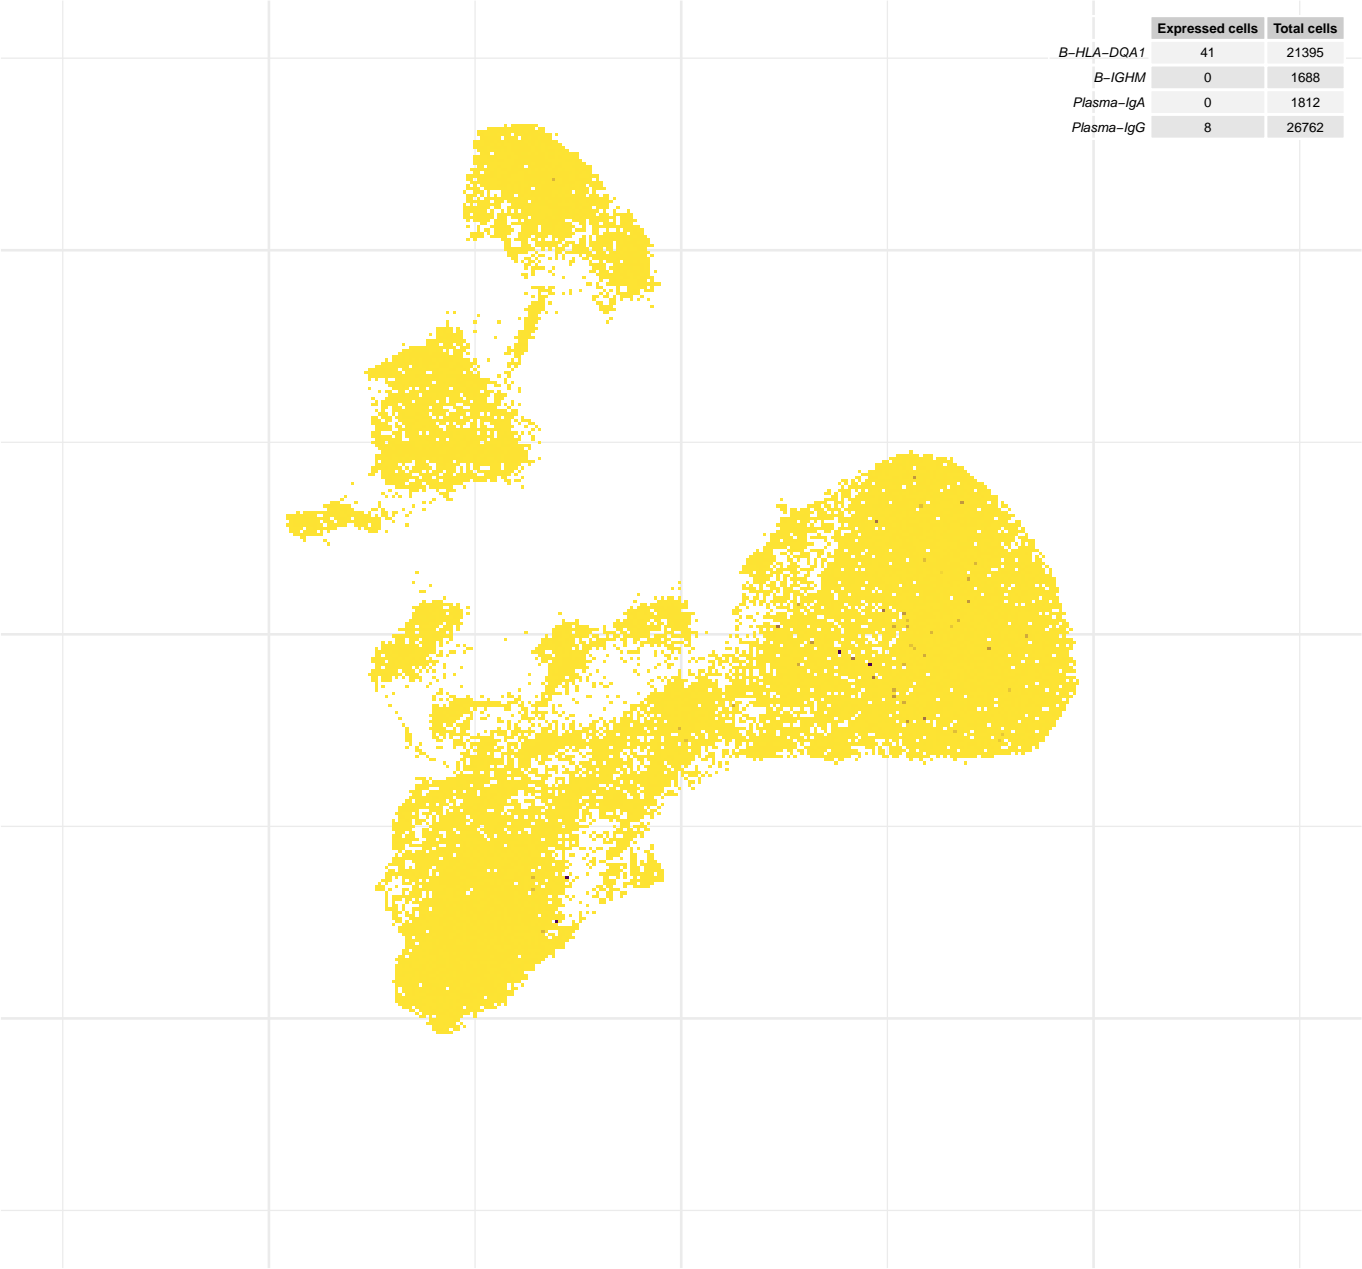 Expressed cells Total cells
B−HLA−DQA1 41 21395
B−IGHM 0 1688
Plasma−IgA 0 1812
Plasma−IgG 8 26762